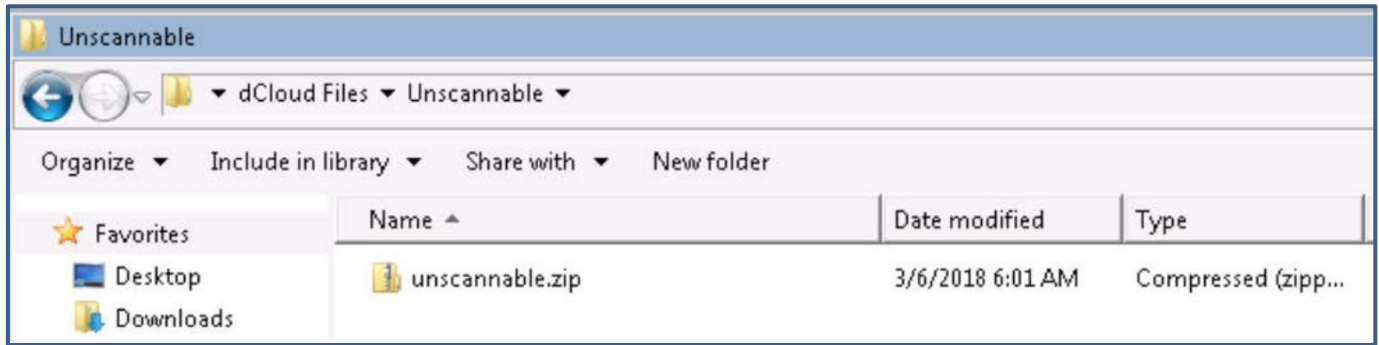 Unscannable
dCloud Files Unscannable
Organize Include in library Share with New folder
Favorites
Name Date modified Type
Desktop
unscannable.zip 3/6/2018 6:01 AM Compressed (zipp...
Downloads